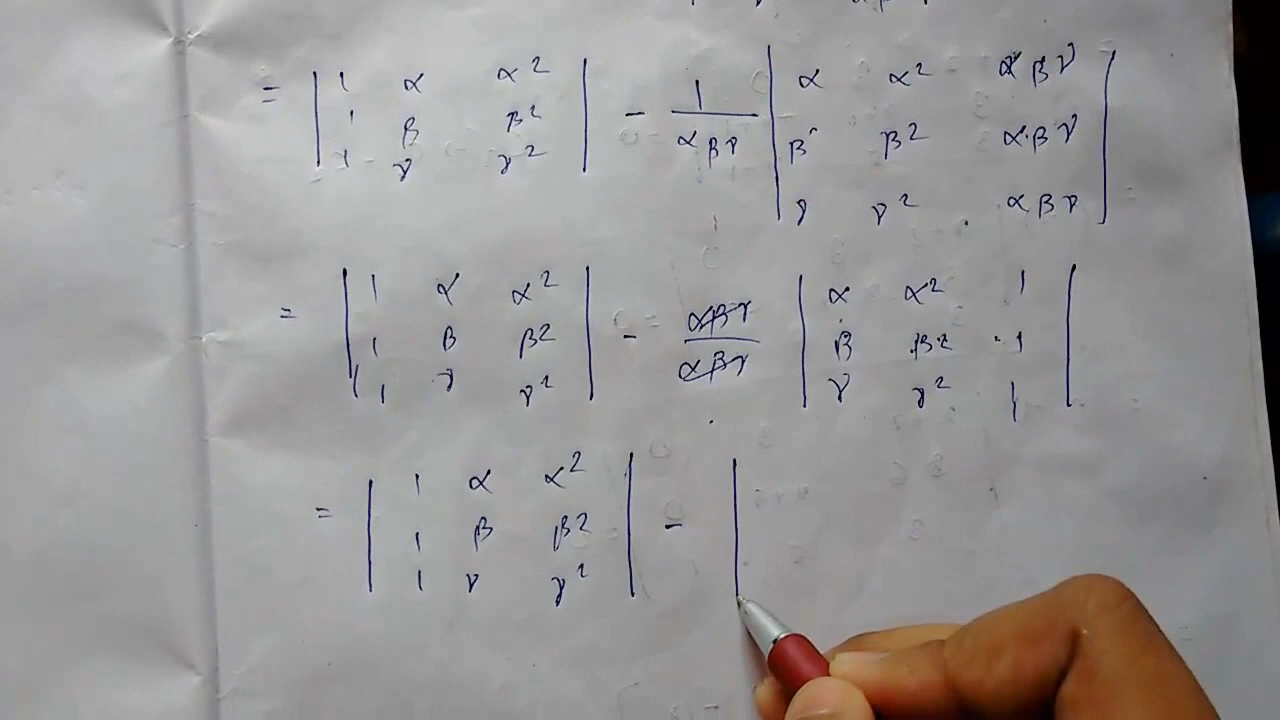 = | 1 α α² | - 1 | α α² αβγ |
| 1 β β² | αβγ | β β² αβγ |
| 1 γ γ² | | γ γ² αβγ |
= | 1 α α² | - αβγ | α α² 1 |
| 1 β β² | αβγ | β β² 1 |
| 1 γ γ² | | γ γ² 1 |
= | 1 α α² | - |
| 1 β β² |
| 1 γ γ² |